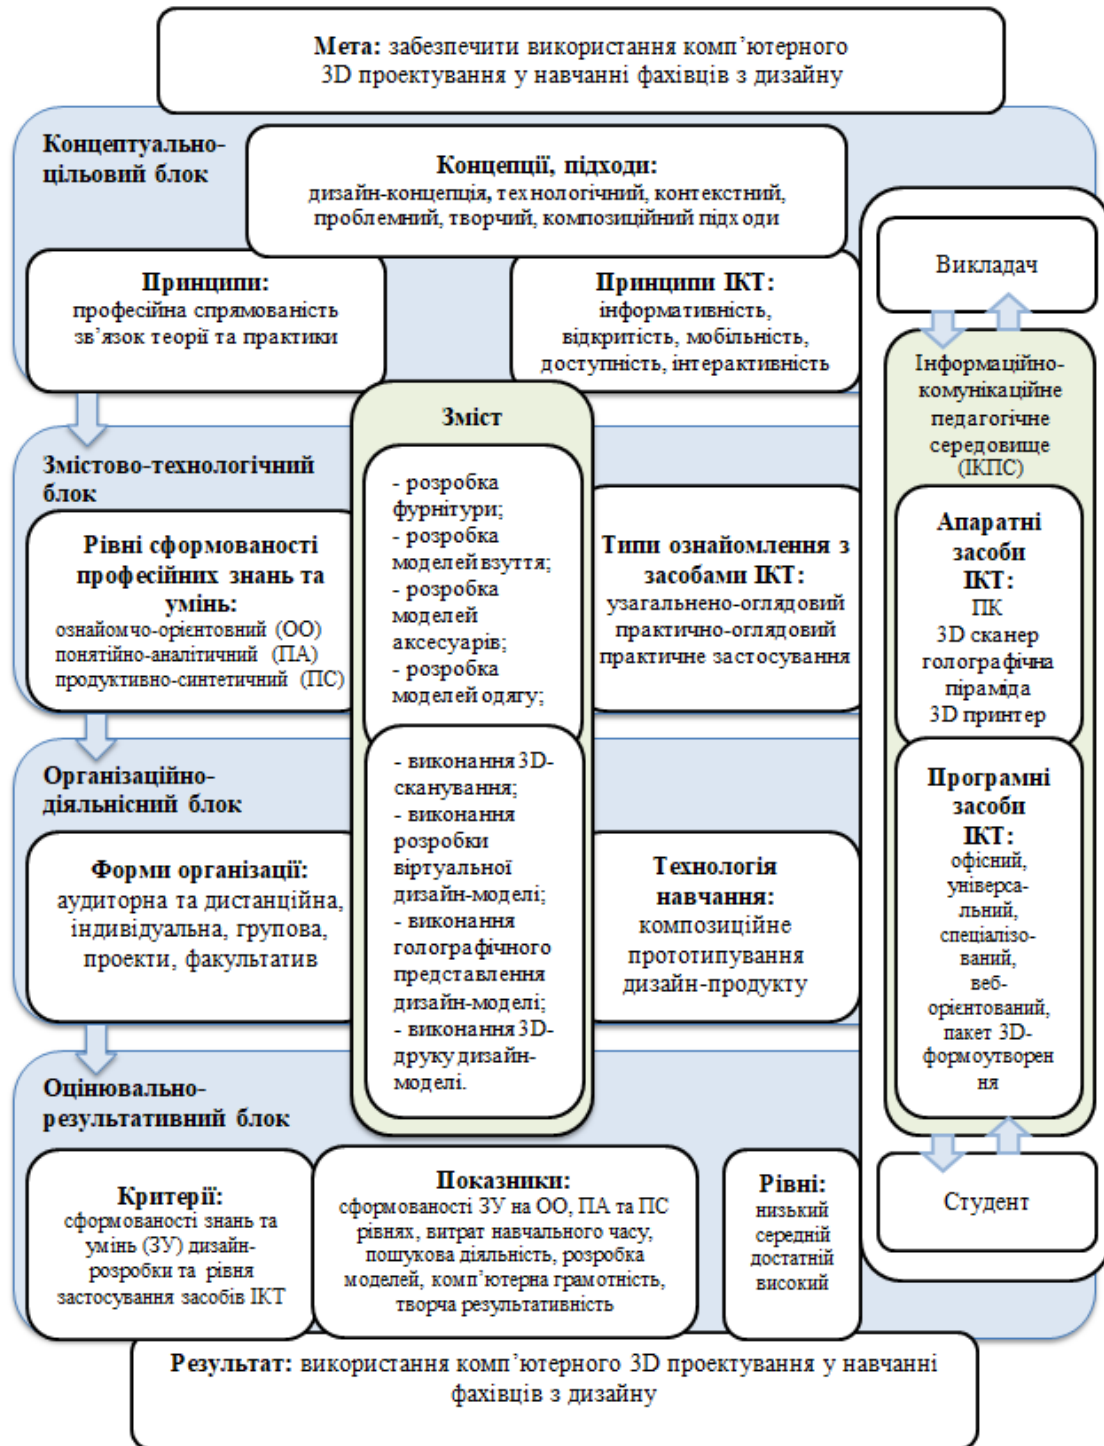 Мета: забезпечити використання комп’ютерного
3D проектування у навчанні фахівців з дизайну
Концептуально-
цільовий блок
Концепції, підходи:
дизайн-концепція, технологічний, контекстний,
проблемний, творчий, композиційний підходи
Принципи:
професійна спрямованість
зв’язок теорії та практики
Принципи ІКТ:
інформативність,
відкритість, мобільність,
доступність, інтерактивність
Змістово-технологічний
блок
Рівні сформованості
професійних знань та
умінь:
ознайомчо-орієнтовний (ОО)
понятійно-аналітичний (ПА)
продуктивно-синтетичний (ПС)
Зміст
- розробка
фурнітури;
- розробка
моделей взуття;
- розробка
моделей
аксесуарів;
- розробка
моделей одягу;
- виконання 3D-
сканування;
- виконання
розробки
віртуальної
дизайн-моделі;
- виконання
голографічного
представлення
дизайн-моделі;
- виконання 3D-
друку дизайн-
моделі.
Типи ознайомлення з
засобами ІКТ:
узагальнено-оглядовий
практично-оглядовий
практичне застосування
Організаційно-
діяльнісний блок
Форми організації:
аудиторна та дистанційна,
індивідуальна, групова,
проекти, факультатив
Технологія
навчання:
композиційне
прототипування
дизайн-продукту
Оцінювально-
результативний блок
Критерії:
сформованості знань та
умінь (ЗУ) дизайн-
розробки та рівня
застосування засобів ІКТ
Показники:
сформованості ЗУ на ОО, ПА та ПС
рівнях, витрат навчального часу,
пошукова діяльність, розробка
моделей, комп’ютерна грамотність,
творча результативність
Рівні:
низький
середній
достатній
високий
Викладач
Інформаційно-
комунікаційне
педагогічне
середовище
(ІКПС)
Апаратні
засоби
ІКТ:
ПК
3D сканер
голографічна
піраміда
3D принтер
Програмні
засоби
ІКТ:
офісний,
універса-
льний,
спеціалізо-
ваний,
веб-
орієнтований,
пакет 3D-
формоутворен
ня
Студент
Результат: використання комп’ютерного 3D проектування у навчанні
фахівців з дизайну